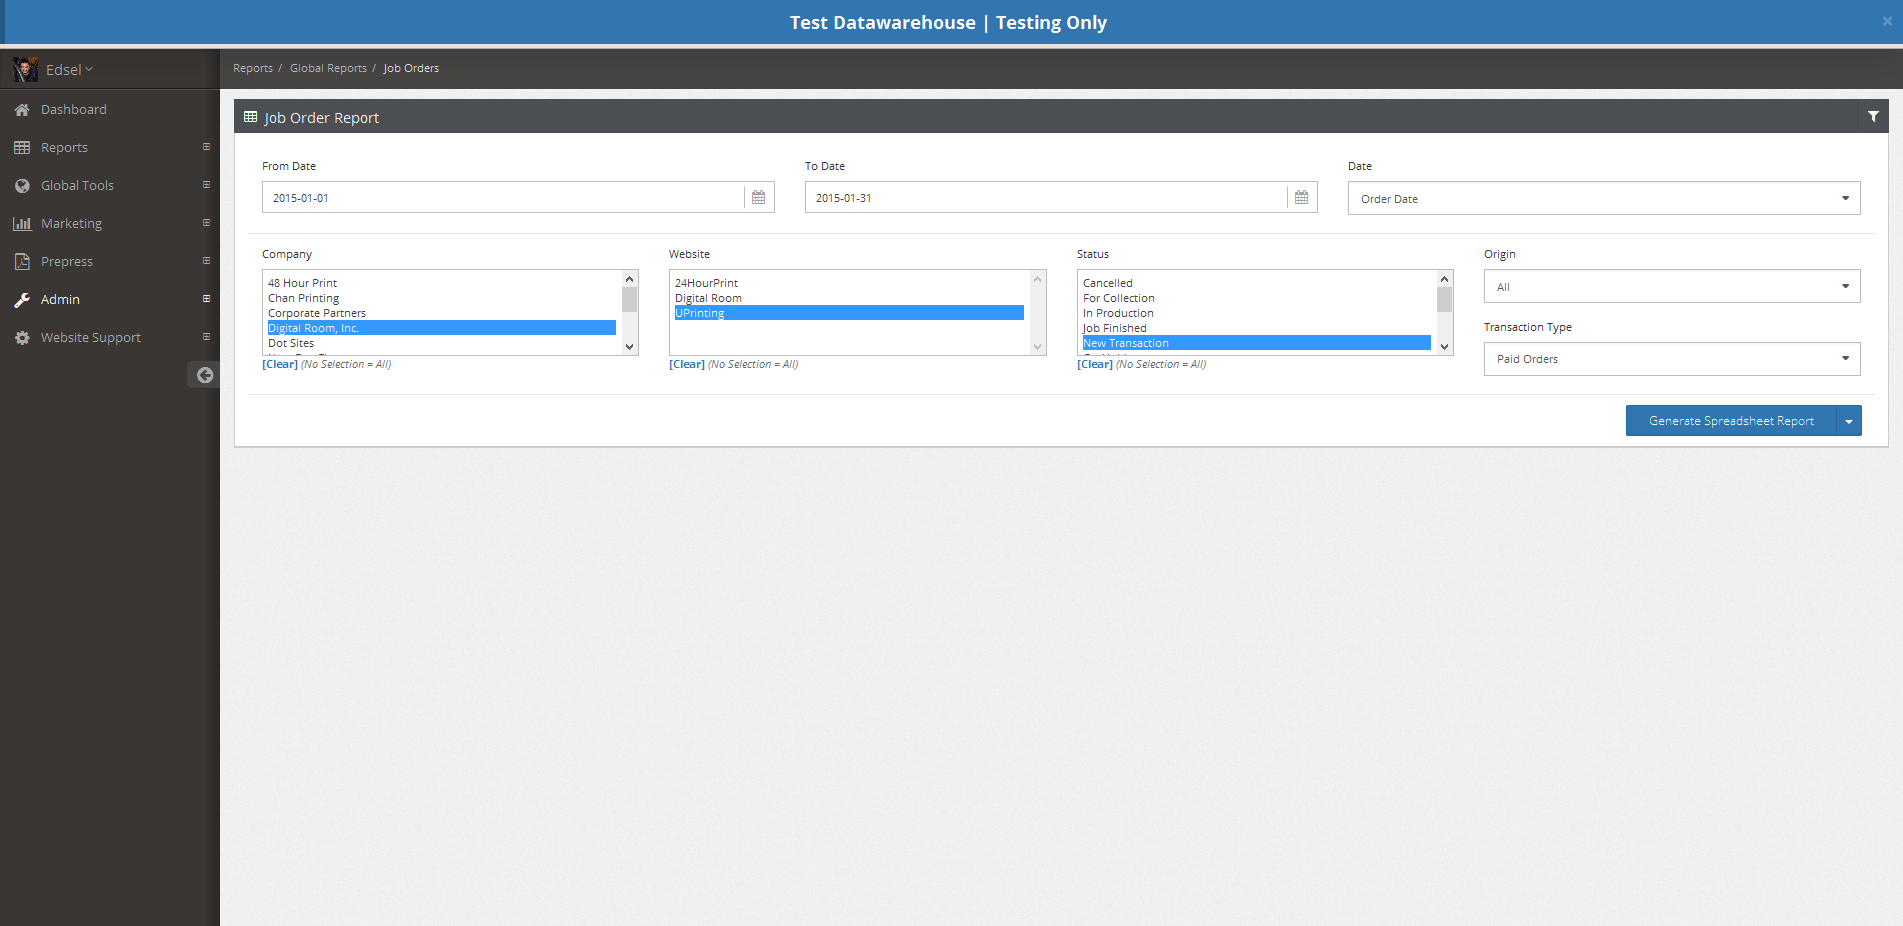 Test Datawarehouse | Testing Only
×
Edsel
Reports / Global Reports / Job Orders
Dashboard
Reports
Global Tools
Marketing
Prepress
Admin
Website Support
Job Order Report
From Date
2015-01-01
To Date
2015-01-31
Date
Order Date
Company
48 Hour Print
Chan Printing
Corporate Partners
Digital Room, Inc.
Dot Sites
[Clear] (No Selection = All)
Website
24HourPrint
Digital Room
UPrinting
[Clear] (No Selection = All)
Status
Cancelled
For Collection
In Production
Job Finished
New Transaction
[Clear] (No Selection = All)
Origin
All
Transaction Type
Paid Orders
Generate Spreadsheet Report